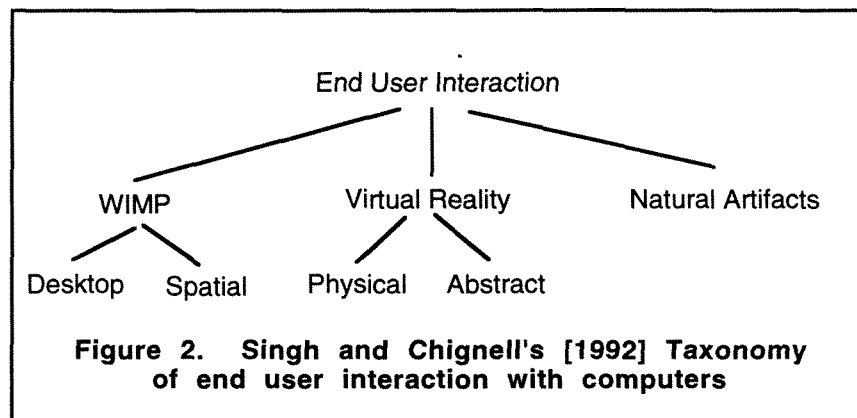 End User Interaction
WIMP Virtual Reality Natural Artifacts
Desktop Spatial Physical Abstract
Figure 2. Singh and Chignell's [1992] Taxonomy
of end user interaction with computers